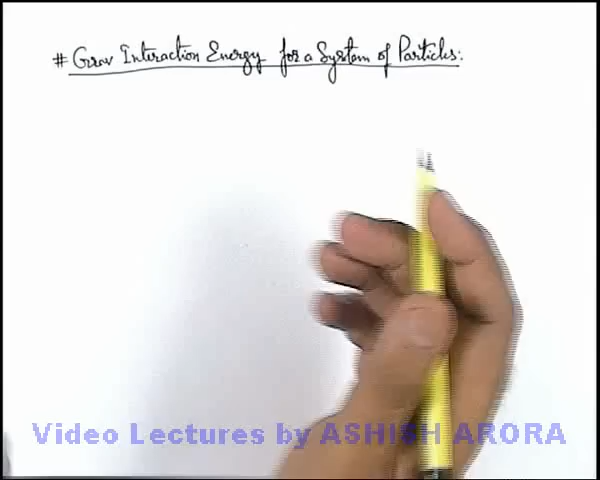 # Grav Interaction Energy for a System of Particles:
Video Lectures by ASHISH ARORA